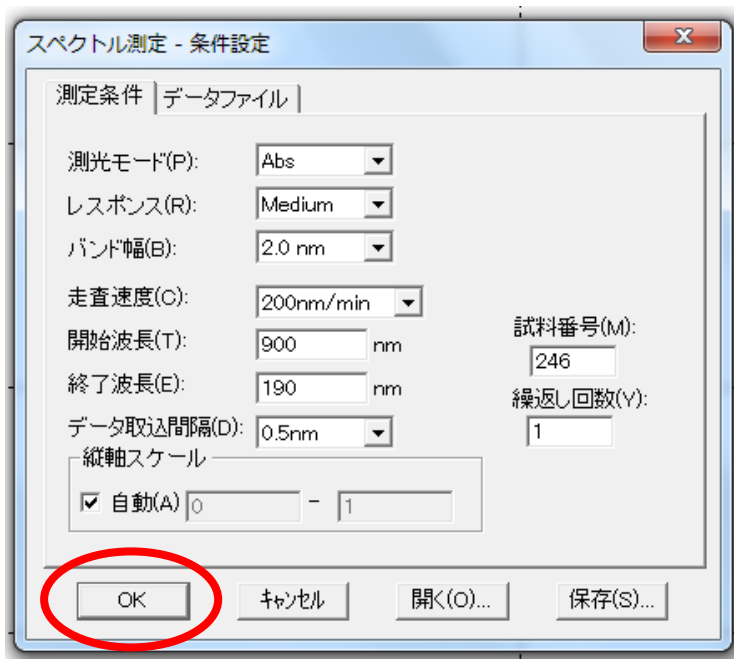 スペクトル測定 - 条件設定
測定条件 データファイル
測光モード(P): Abs
レスポンス(R): Medium
バンド幅(B): 2.0 nm
走査速度(C): 200nm/min
開始波長(T): 900 nm
試料番号(M):
246
終了波長(E): 190 nm
繰返し回数(Y):
1
データ取込間隔(D): 0.5nm
縦軸スケール
自動(A) 0 - 1
OK キャンセル 開く(O)... 保存(S)...